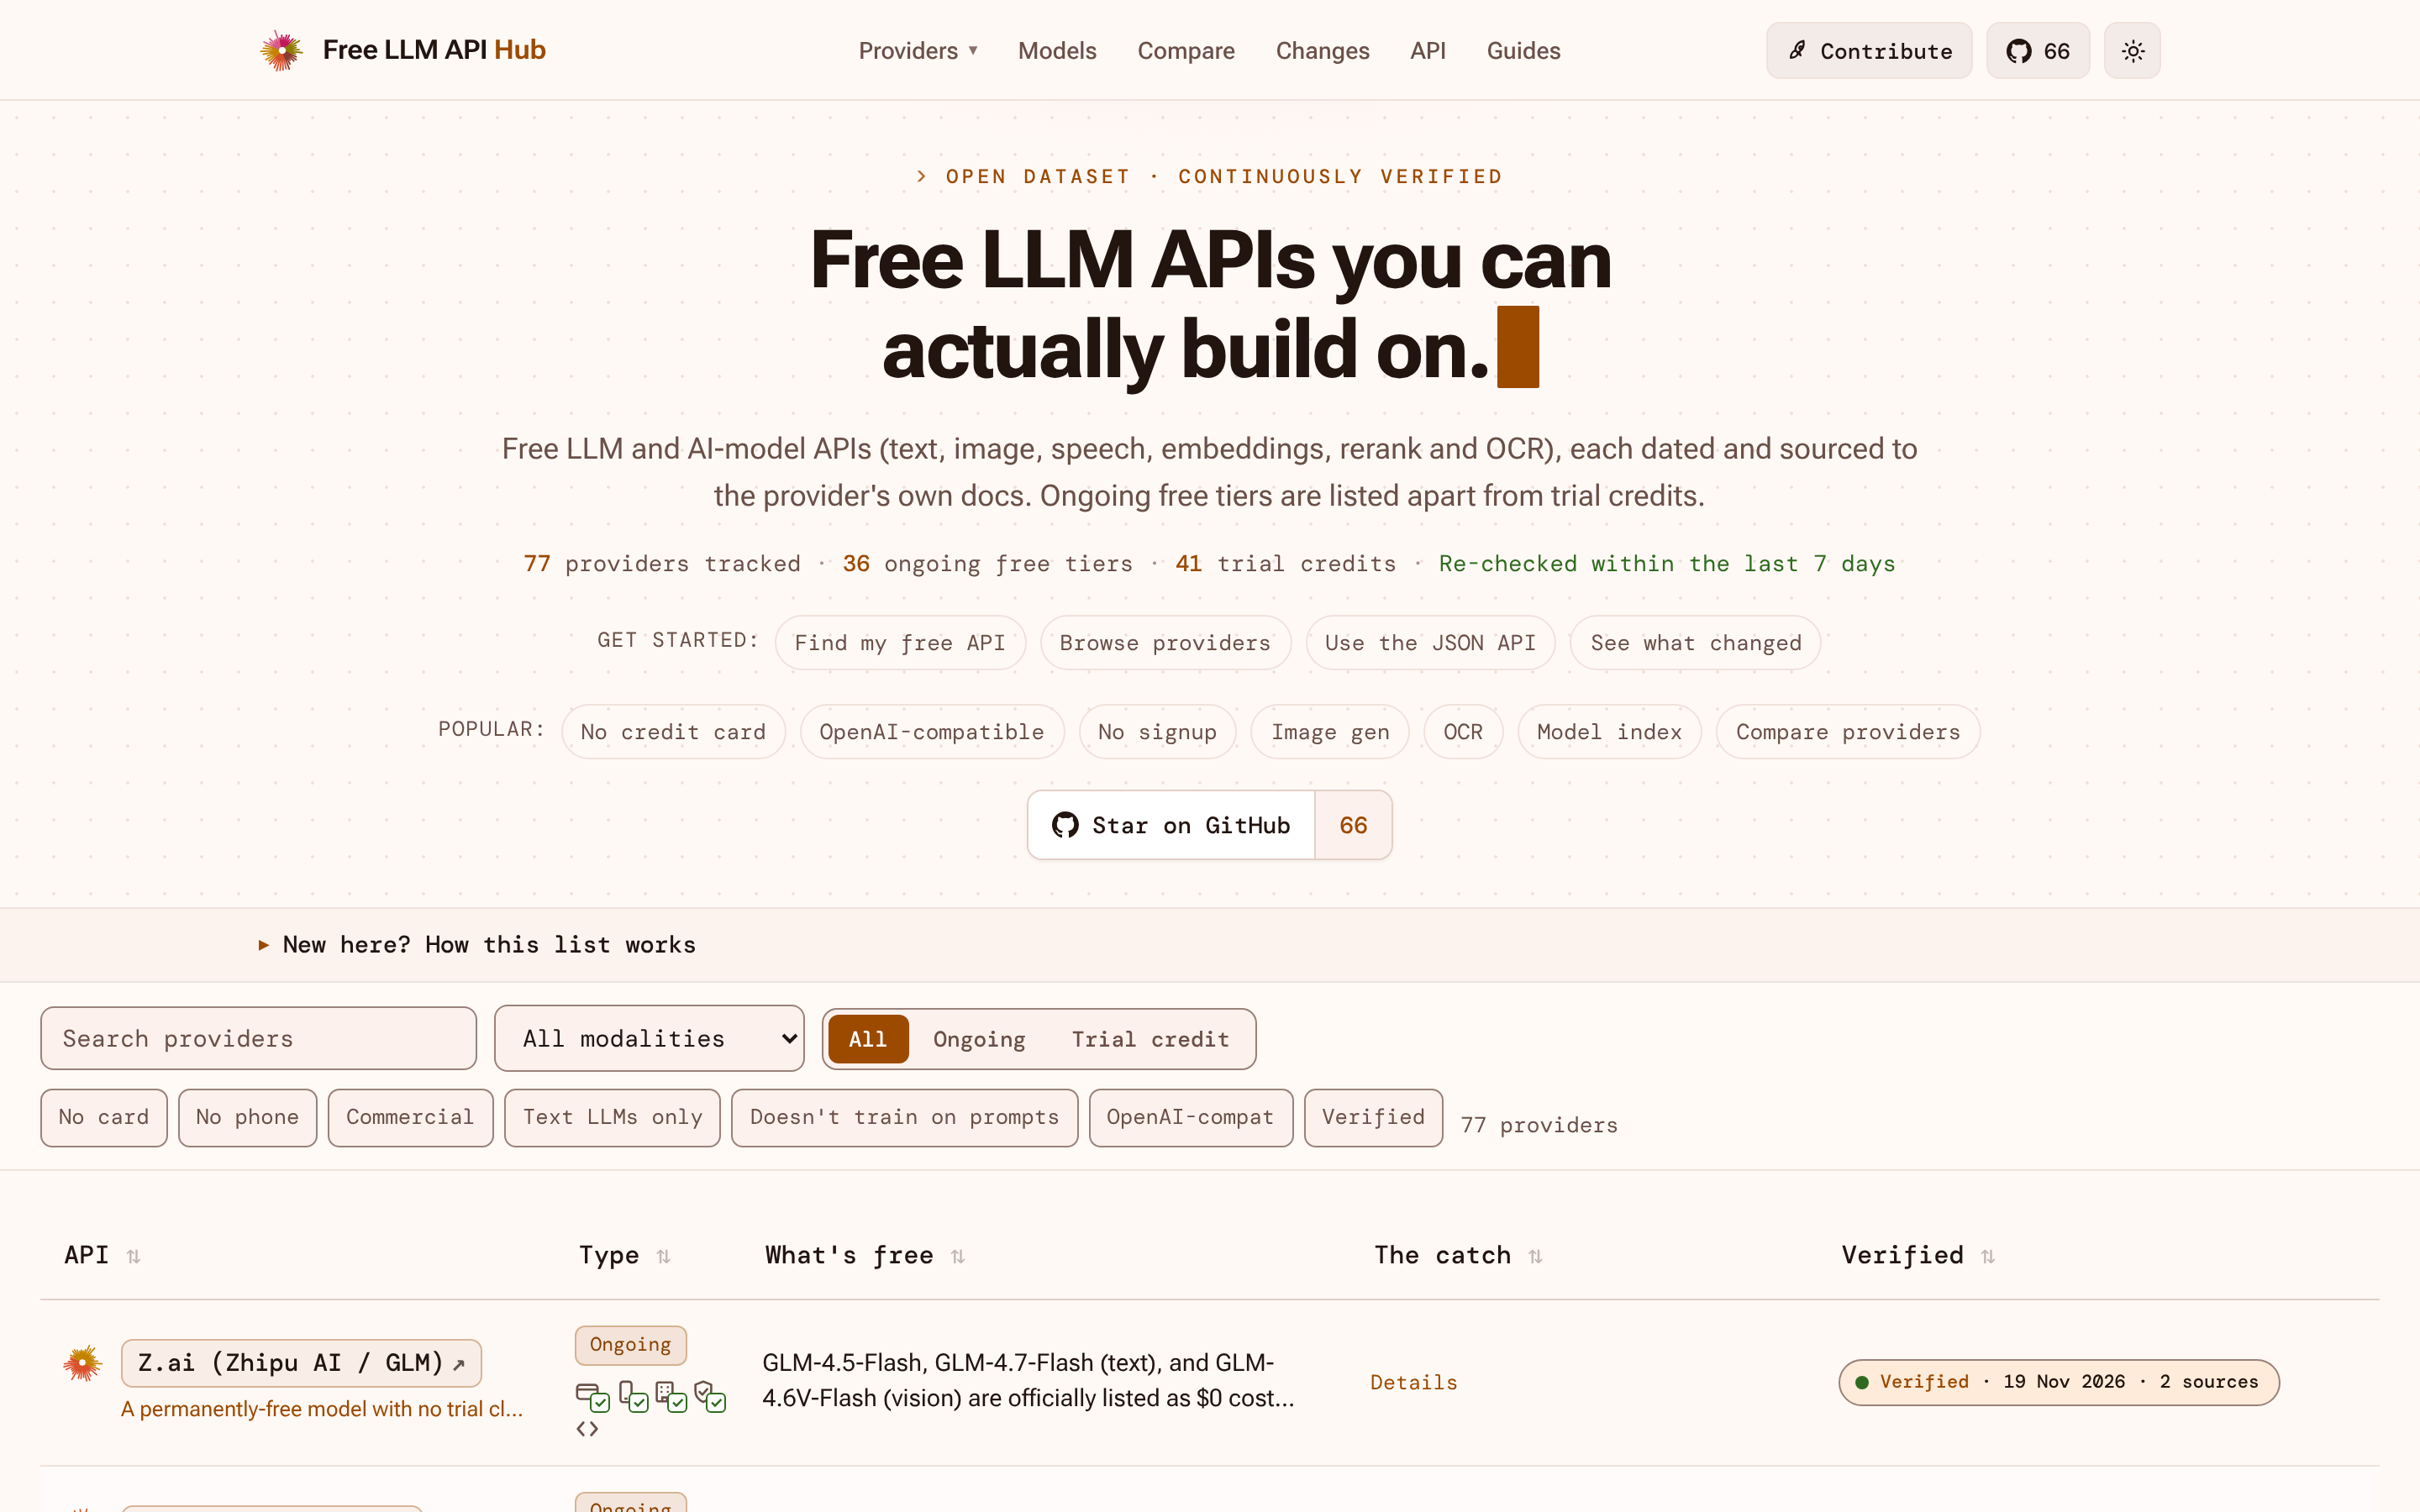 Free LLM API Hub
Providers ▾ Models Compare Changes API Guides
Contribute 66
› OPEN DATASET · CONTINUOUSLY VERIFIED
Free LLM APIs you can
actually build on.
Free LLM and AI-model APIs (text, image, speech, embeddings, rerank and OCR), each dated and sourced to
the provider's own docs. Ongoing free tiers are listed apart from trial credits.
77 providers tracked · 36 ongoing free tiers · 41 trial credits · Re-checked within the last 7 days
GET STARTED: Find my free API Browse providers Use the JSON API See what changed
POPULAR: No credit card OpenAI-compatible No signup Image gen OCR Model index Compare providers
Star on GitHub 66
▸ New here? How this list works
Search providers All modalities All Ongoing Trial credit
No card No phone Commercial Text LLMs only Doesn't train on prompts OpenAI-compat Verified 77 providers
API ⇅ Type ⇅ What's free ⇅ The catch ⇅ Verified ⇅
Z.ai (Zhipu AI / GLM) ↗
A permanently-free model with no trial cl...
Ongoing
GLM-4.5-Flash, GLM-4.7-Flash (text), and GLM-
4.6V-Flash (vision) are officially listed as $0 cost...
Details
Verified · 19 Nov 2026 · 2 sources
Ongoing